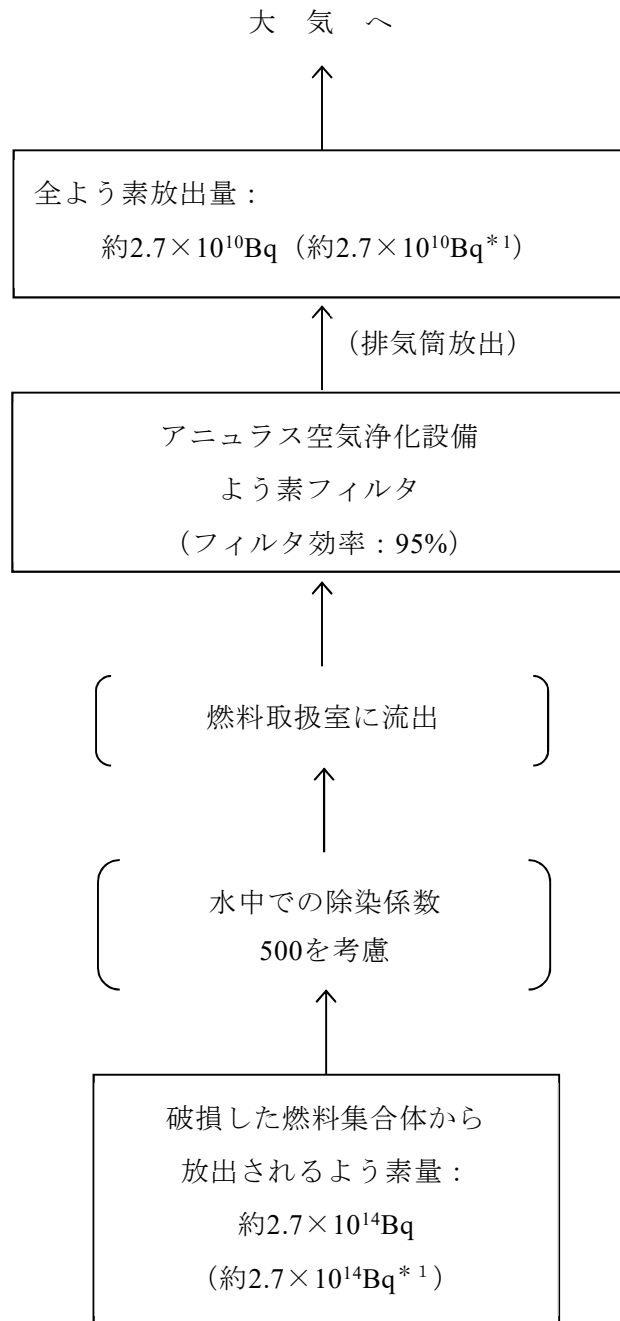 大 気 へ
全よう素放出量：
約2.7×10¹⁰Bq（約2.7×10¹⁰Bq*¹）
（排気筒放出）
アニュラス空気浄化設備
よう素フィルタ
（フィルタ効率：95%）
燃料取扱室に流出
水中での除染係数
500を考慮
破損した燃料集合体から
放出されるよう素量：
約2.7×10¹⁴Bq
（約2.7×10¹⁴Bq*¹）